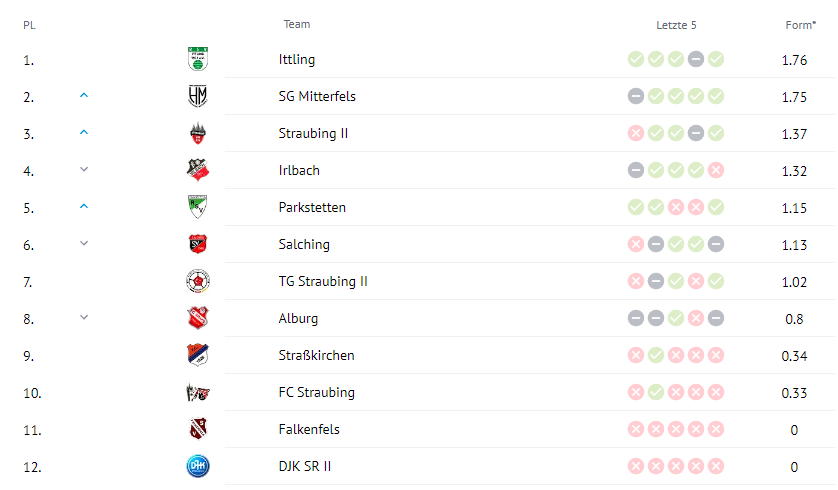 PL Team Letzte 5 Form*
1. Ittling 1.76
2. SG Mitterfels 1.75
3. Straubing II 1.37
4. Irlbach 1.32
5. Parkstetten 1.15
6. Salching 1.13
7. TG Straubing II 1.02
8. Alburg 0.8
9. Straßkirchen 0.34
10. FC Straubing 0.33
11. Falkenfels 0
12. DJK SR II 0